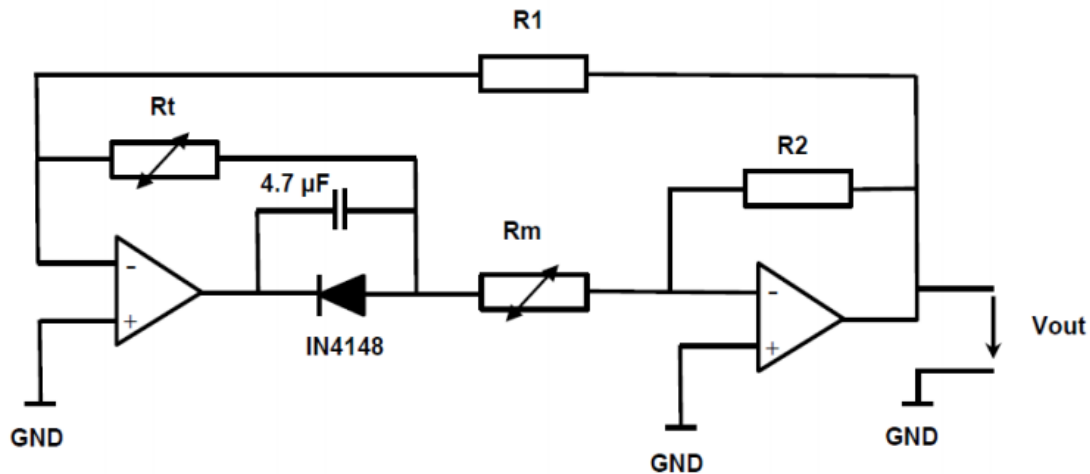 R1
Rt
R2
4.7 µF
Rm
-
+
IN4148
-
+
Vout
GND
GND
GND